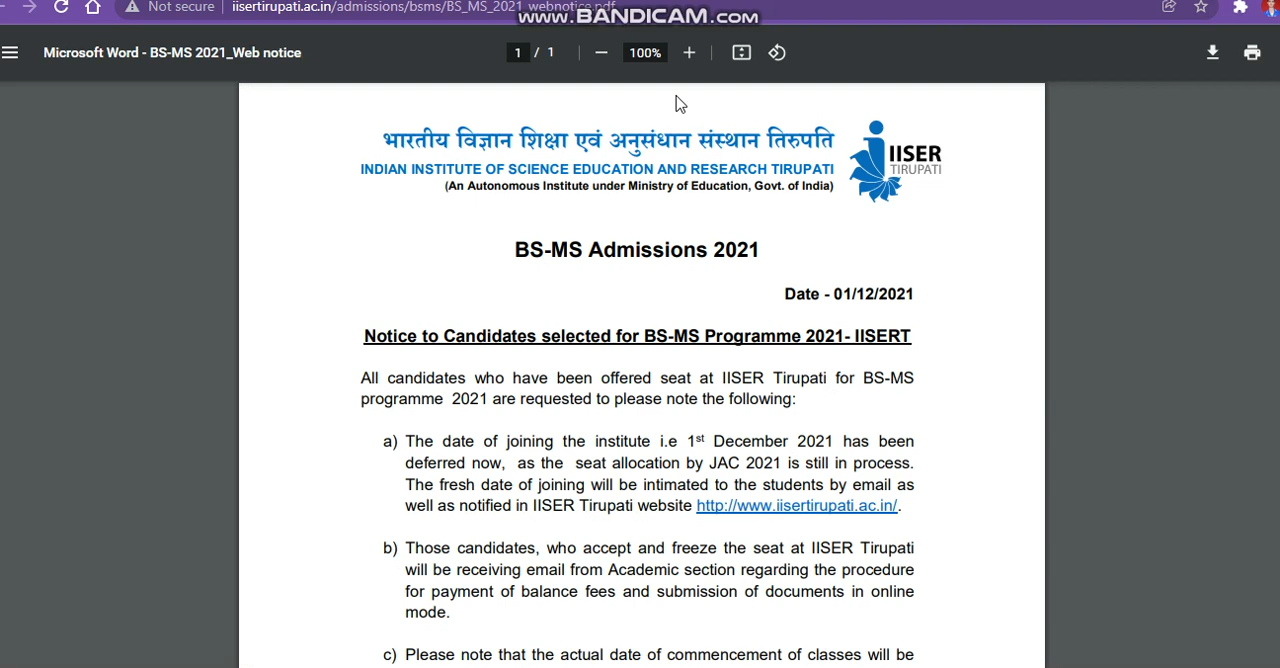 Not secure iisertirupati.ac.in/admissions/bsms/BS_MS_2021_webnotice.pdf
www.BANDICAM.com
Microsoft Word - BS-MS 2021_Web notice 1 / 1 100%
भारतीय विज्ञान शिक्षा एवं अनुसंधान संस्थान तिरुपति
INDIAN INSTITUTE OF SCIENCE EDUCATION AND RESEARCH TIRUPATI
(An Autonomous Institute under Ministry of Education, Govt. of India)
IISER
TIRUPATI
BS-MS Admissions 2021
Date - 01/12/2021
Notice to Candidates selected for BS-MS Programme 2021- IISERT
All candidates who have been offered seat at IISER Tirupati for BS-MS
programme 2021 are requested to please note the following:
a) The date of joining the institute i.e 1st December 2021 has been
deferred now, as the seat allocation by JAC 2021 is still in process.
The fresh date of joining will be intimated to the students by email as
well as notified in IISER Tirupati website http://www.iisertirupati.ac.in/.
b) Those candidates, who accept and freeze the seat at IISER Tirupati
will be receiving email from Academic section regarding the procedure
for payment of balance fees and submission of documents in online
mode.
c) Please note that the actual date of commencement of classes will be